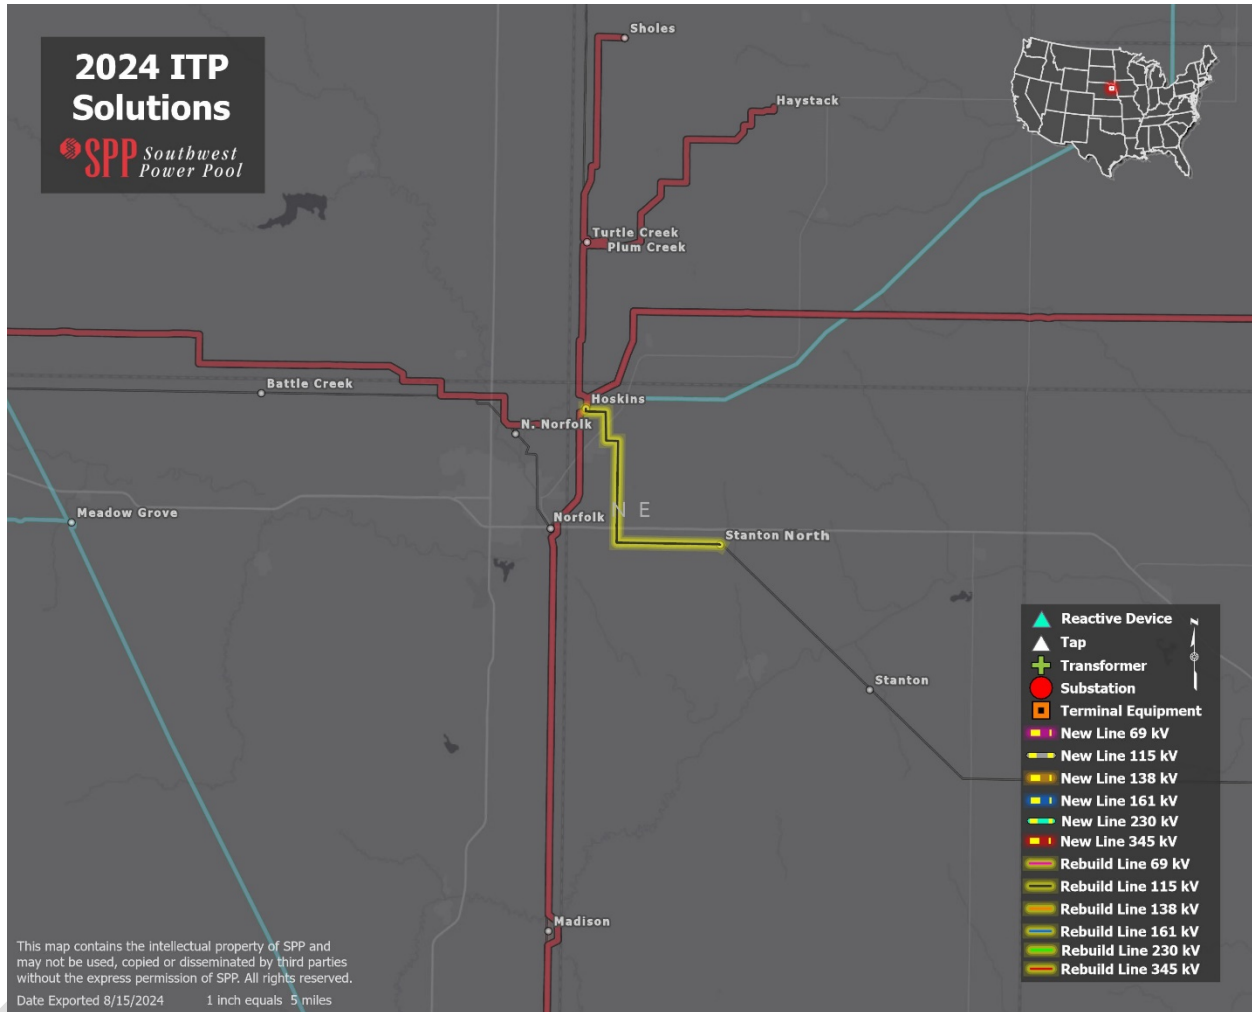 2024 ITP
Solutions
SPP Southwest
Power Pool
Sholes
Haystack
Turtle Creek
Plum Creek
Battle Creek
Hoskins
N. Norfolk
Meadow Grove
Norfolk
NE
Stanton North
Stanton
Madison
Reactive Device
N
Tap
Transformer
Substation
Terminal Equipment
New Line 69 kV
New Line 115 kV
New Line 138 kV
New Line 161 kV
New Line 230 kV
New Line 345 kV
Rebuild Line 69 kV
Rebuild Line 115 kV
Rebuild Line 138 kV
Rebuild Line 161 kV
Rebuild Line 230 kV
Rebuild Line 345 kV
This map contains the intellectual property of SPP and
may not be used, copied or disseminated by third parties
without the express permission of SPP. All rights reserved.
Date Exported 8/15/2024 1 inch equals 5 miles